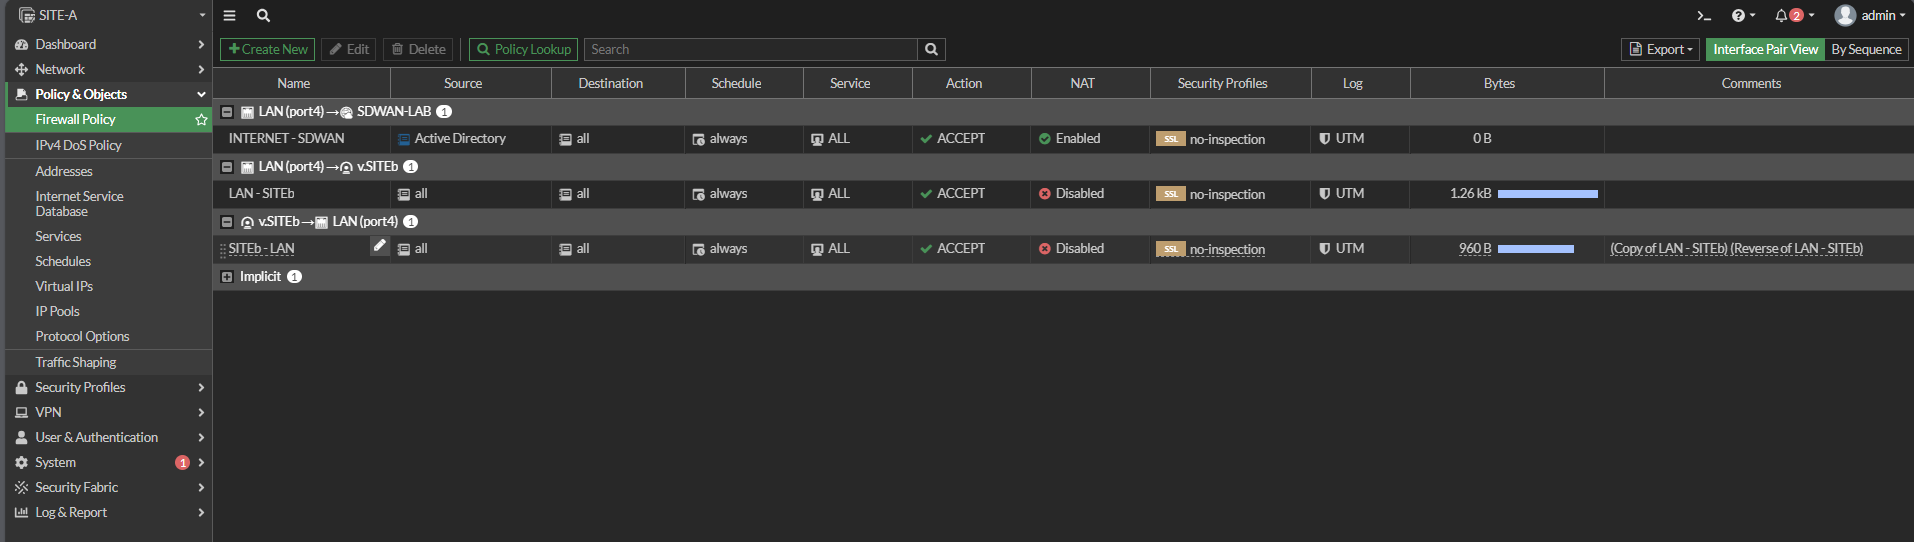 SITE-A
admin
2
Dashboard
Network
Policy & Objects
Firewall Policy
IPv4 DoS Policy
Addresses
Internet Service
Database
Services
Schedules
Virtual IPs
IP Pools
Protocol Options
Traffic Shaping
Security Profiles
VPN
User & Authentication
System 1
Security Fabric
Log & Report
Create New Edit Delete Policy Lookup Search Export Interface Pair View By Sequence
Name Source Destination Schedule Service Action NAT Security Profiles Log Bytes Comments
LAN (port4) → SDWAN-LAB 1
INTERNET - SDWAN Active Directory all always ALL ACCEPT Enabled SSL no-inspection UTM 0 B
LAN (port4) → v.SITEb 1
LAN - SITEb all all always ALL ACCEPT Disabled SSL no-inspection UTM 1.26 kB
v.SITEb → LAN (port4) 1
SITEb - LAN all all always ALL ACCEPT Disabled SSL no-inspection UTM 960 B (Copy of LAN - SITEb) (Reverse of LAN - SITEb)
Implicit 1